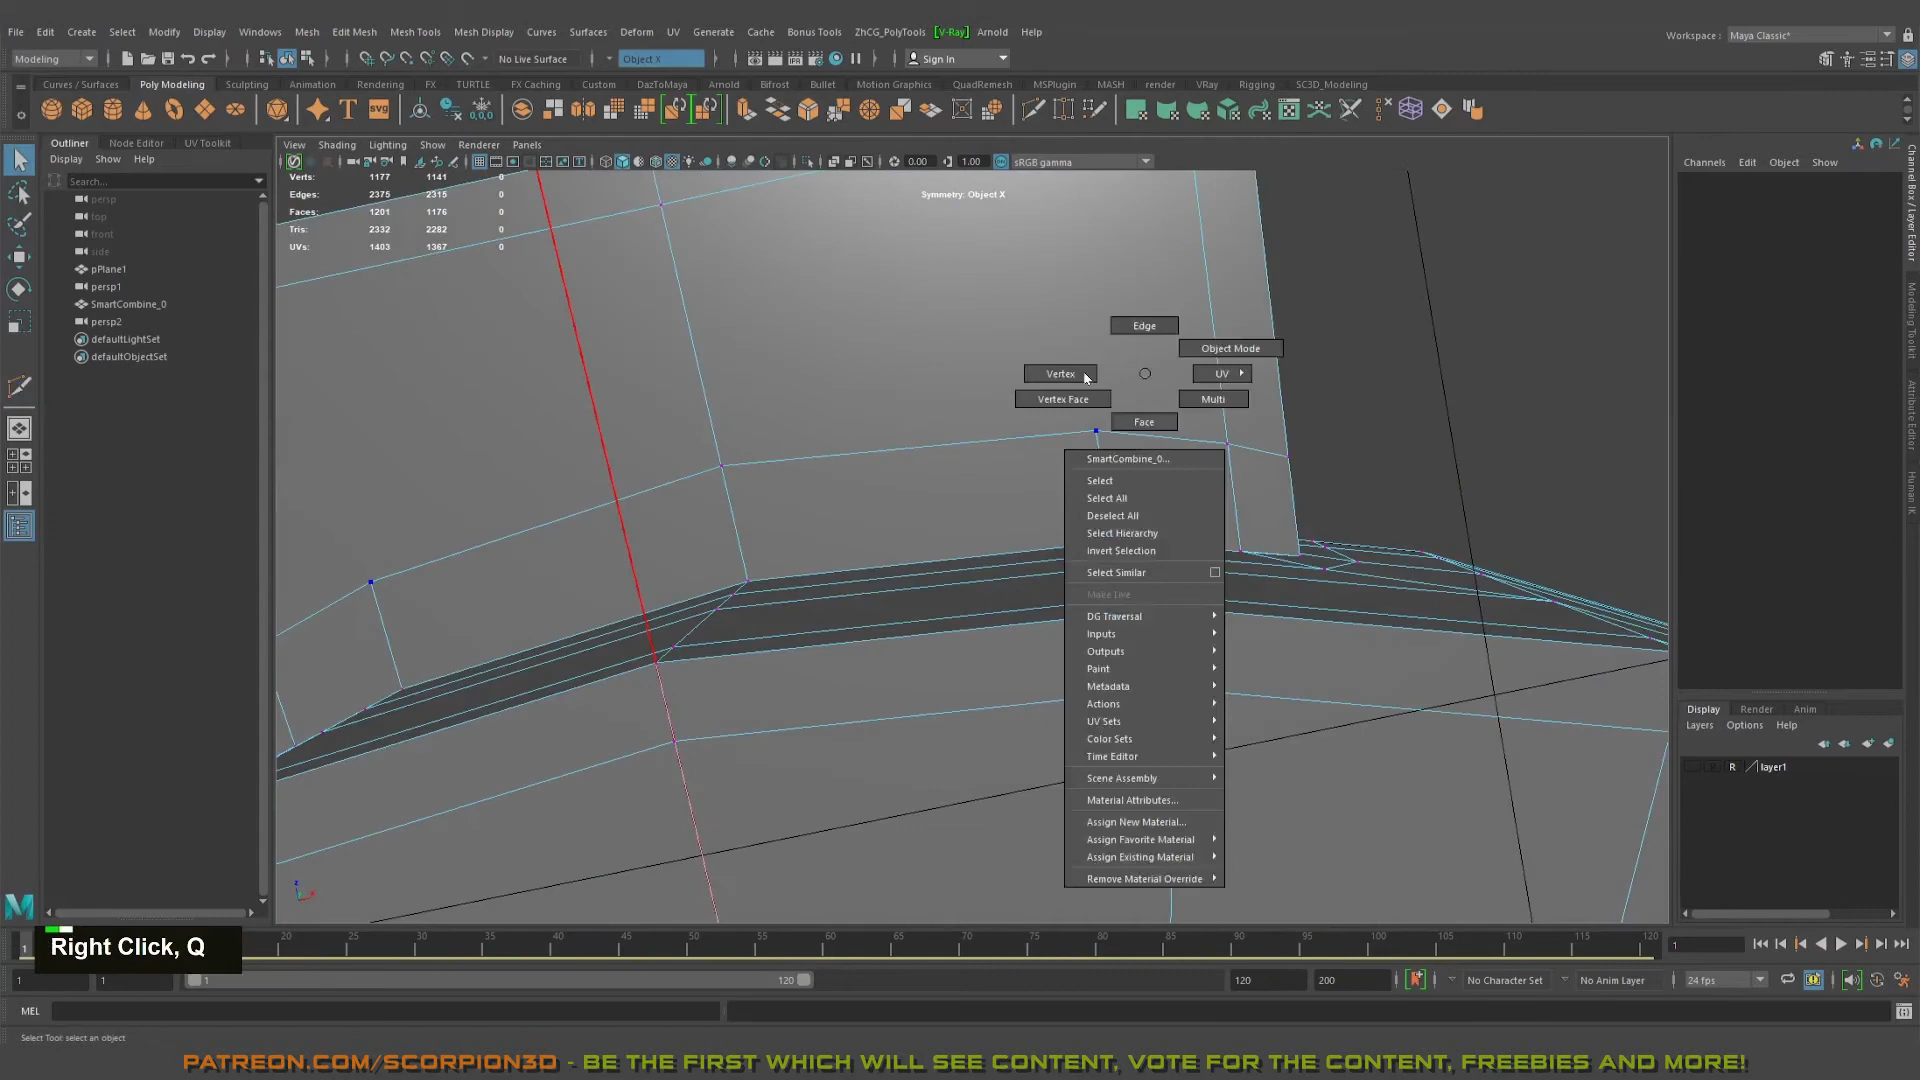 File Edit Create Select Modify Display Windows Mesh Edit Mesh Mesh Tools Mesh Display Curves Surfaces Deform UV Generate Cache Bonus Tools ZhCG_PolyTools [V-Ray] Arnold Help
Workspace : Maya Classic*
Modeling No Live Surface Object X Sign In
Curves / Surfaces Poly Modeling Sculpting Animation Rendering FX TURTLE FX Caching Custom DazToMaya Arnold Bifrost Bullet Motion Graphics QuadRemesh MSPlugin MASH render VRay Rigging SC3D_Modeling
Outliner Node Editor UV Toolkit
Display Show Help
Search...
persp
top
front
side
pPlane1
persp1
SmartCombine_0
persp2
defaultLightSet
defaultObjectSet
View Shading Lighting Show Renderer Panels
0.00 1.00 sRGB gamma
Verts: 1177 1141 0
Edges: 2375 2315 0
Faces: 1201 1176 0
Tris: 2332 2282 0
UVs: 1403 1367 0
Symmetry: Object X
Edge
Object Mode
Vertex
UV
Vertex Face
Multi
Face
SmartCombine_0...
Select
Select All
Deselect All
Select Hierarchy
Invert Selection
Select Similar
Make Live
DG Traversal
Inputs
Outputs
Paint
Metadata
Actions
UV Sets
Color Sets
Time Editor
Scene Assembly
Material Attributes...
Assign New Material...
Assign Favorite Material
Assign Existing Material
Remove Material Override
Channels Edit Object Show
Channel Box / Layer Editor
Modeling Toolkit
Attribute Editor
Human IK
Display Render Anim
Layers Options Help
R layer1
Right Click, Q
1 20 25 30 35 40 45 50 55 60 65 70 75 80 85 90 95 100 105 110 115 120 1
1 1 1 120 120 200 No Character Set No Anim Layer 24 fps
MEL
Select Tool: select an object
PATREON.COM/SCORPION3D - BE THE FIRST WHICH WILL SEE CONTENT, VOTE FOR THE CONTENT, FREEBIES AND MORE!